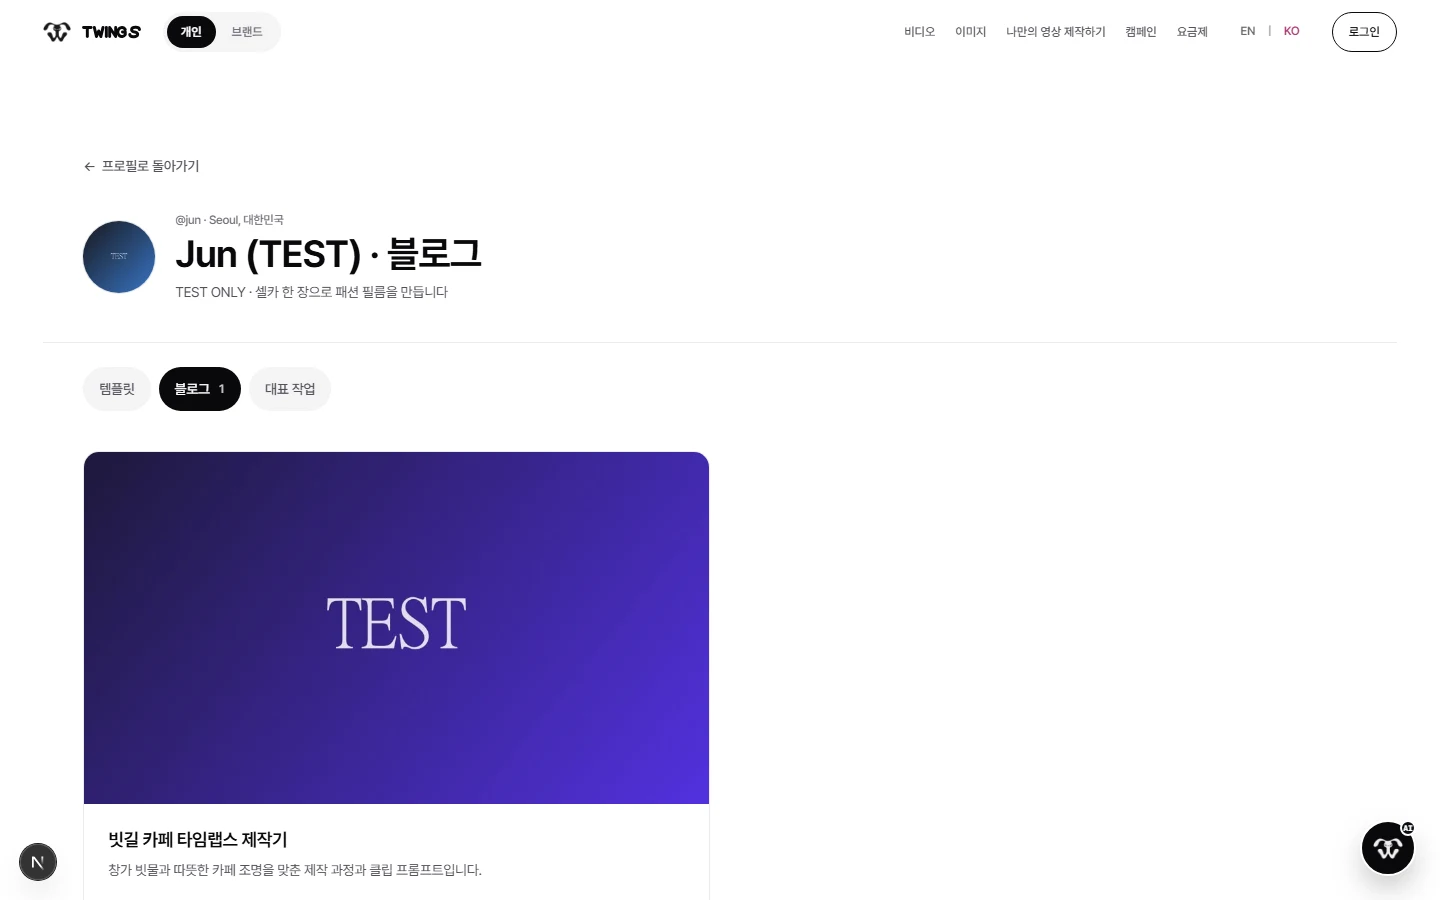 TWINGS
개인
브랜드
비디오
이미지
나만의 영상 제작하기
캠페인
요금제
EN | KO
로그인
← 프로필로 돌아가기
TEST
@jun · Seoul, 대한민국
Jun (TEST) · 블로그
TEST ONLY · 셀카 한 장으로 패션 필름을 만듭니다
템플릿
블로그 1
대표 작업
TEST
빗길 카페 타임랩스 제작기
창가 빗물과 따뜻한 카페 조명을 맞춘 제작 과정과 클립 프롬프트입니다.
N
AI